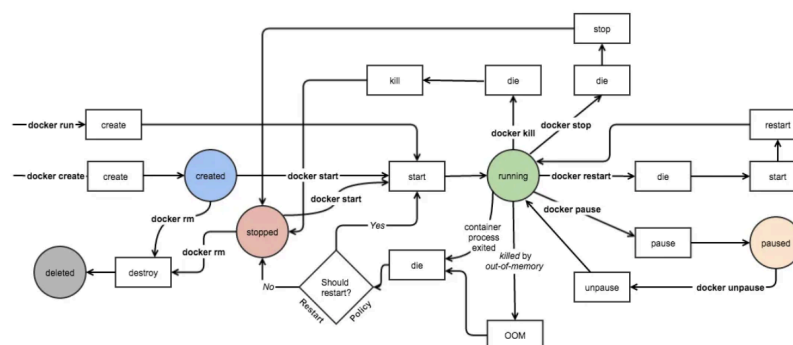 stop
kill
die
die
docker run
create
docker kill
docker stop
restart
docker create
create
created
docker start
start
running
docker restart
die
start
docker start
docker rm
docker pause
stopped
Yes
container
process
exited
docker rm
killed by
out-of-memory
pause
paused
deleted
destroy
No
Should
restart?
Restart
Policy
die
unpause
docker unpause
OOM